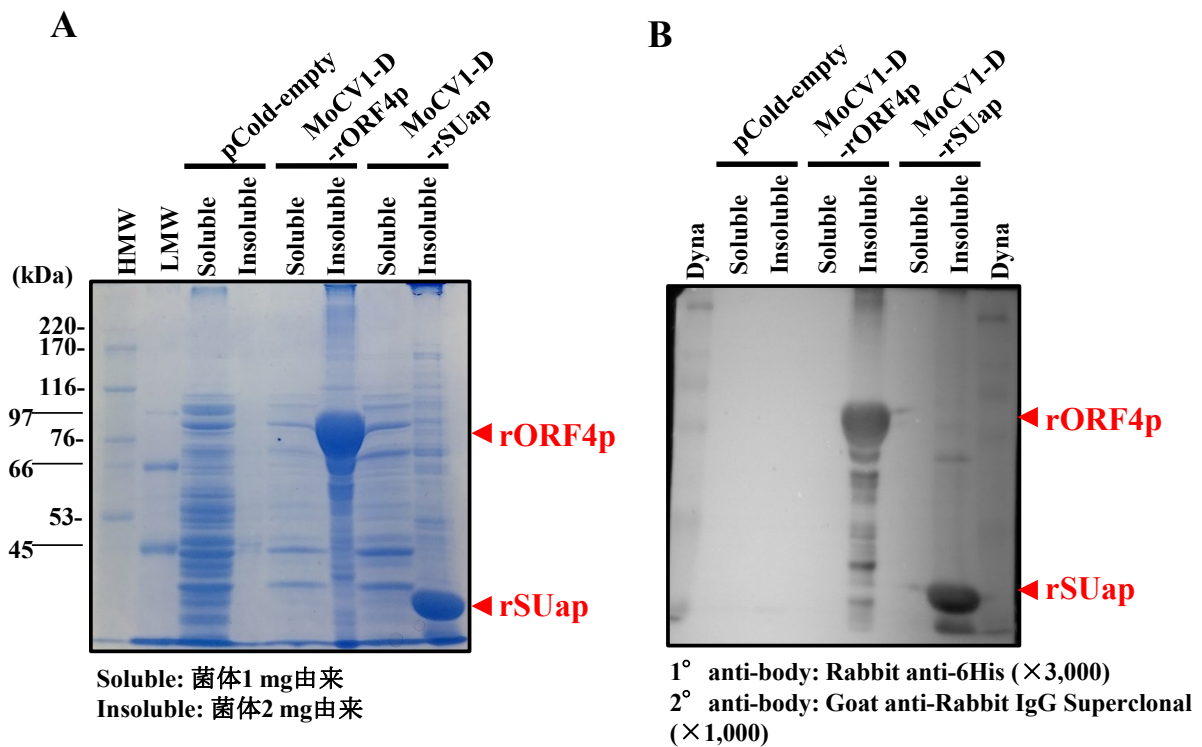 A
pCold-empty
MoCV1-D
-rORF4p
MoCV1-D
-rSUap
HMW
LMW
Soluble
Insoluble
Soluble
Insoluble
Soluble
Insoluble
(kDa)
220-
170-
116-
97
76-
66
53-
45
rORF4p
rSUap
Soluble: 菌体1 mg由来
Insoluble: 菌体2 mg由来
B
pCold-empty
MoCV1-D
-rORF4p
MoCV1-D
-rSUap
Dyna
Soluble
Insoluble
Soluble
Insoluble
Soluble
Insoluble
Dyna
rORF4p
rSUap
1° anti-body: Rabbit anti-6His (×3,000)
2° anti-body: Goat anti-Rabbit IgG Superclonal
(×1,000)